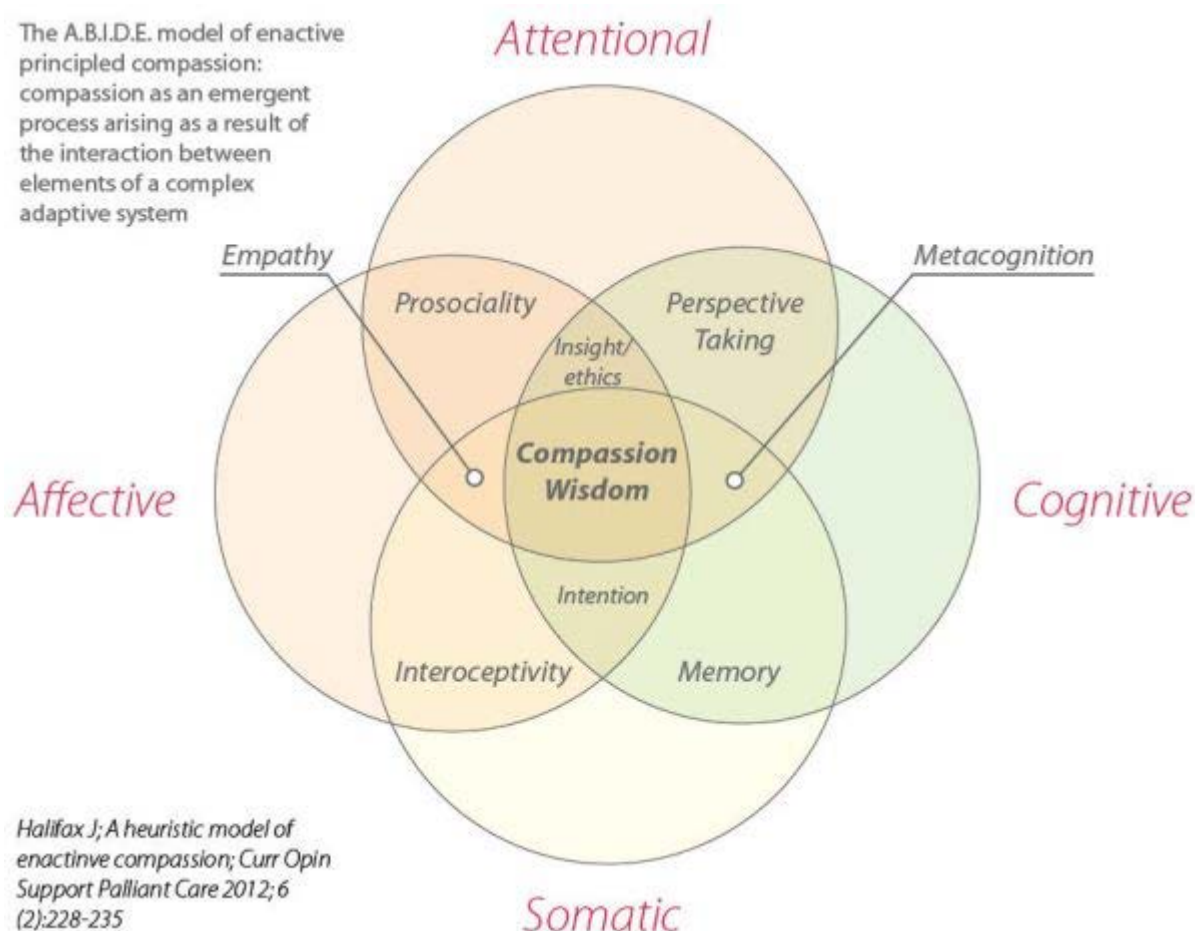 The A.B.I.D.E. model of enactive
principled compassion:
compassion as an emergent
process arising as a result of
the interaction between
elements of a complex
adaptive system
Attentional
Empathy
Metacognition
Prosociality
Perspective
Taking
Insight/
ethics
Compassion
Wisdom
Affective
Cognitive
Intention
Interoceptivity
Memory
Halifax J; A heuristic model of
enactinve compassion; Curr Opin
Support Palliant Care 2012; 6
(2):228-235
Somatic